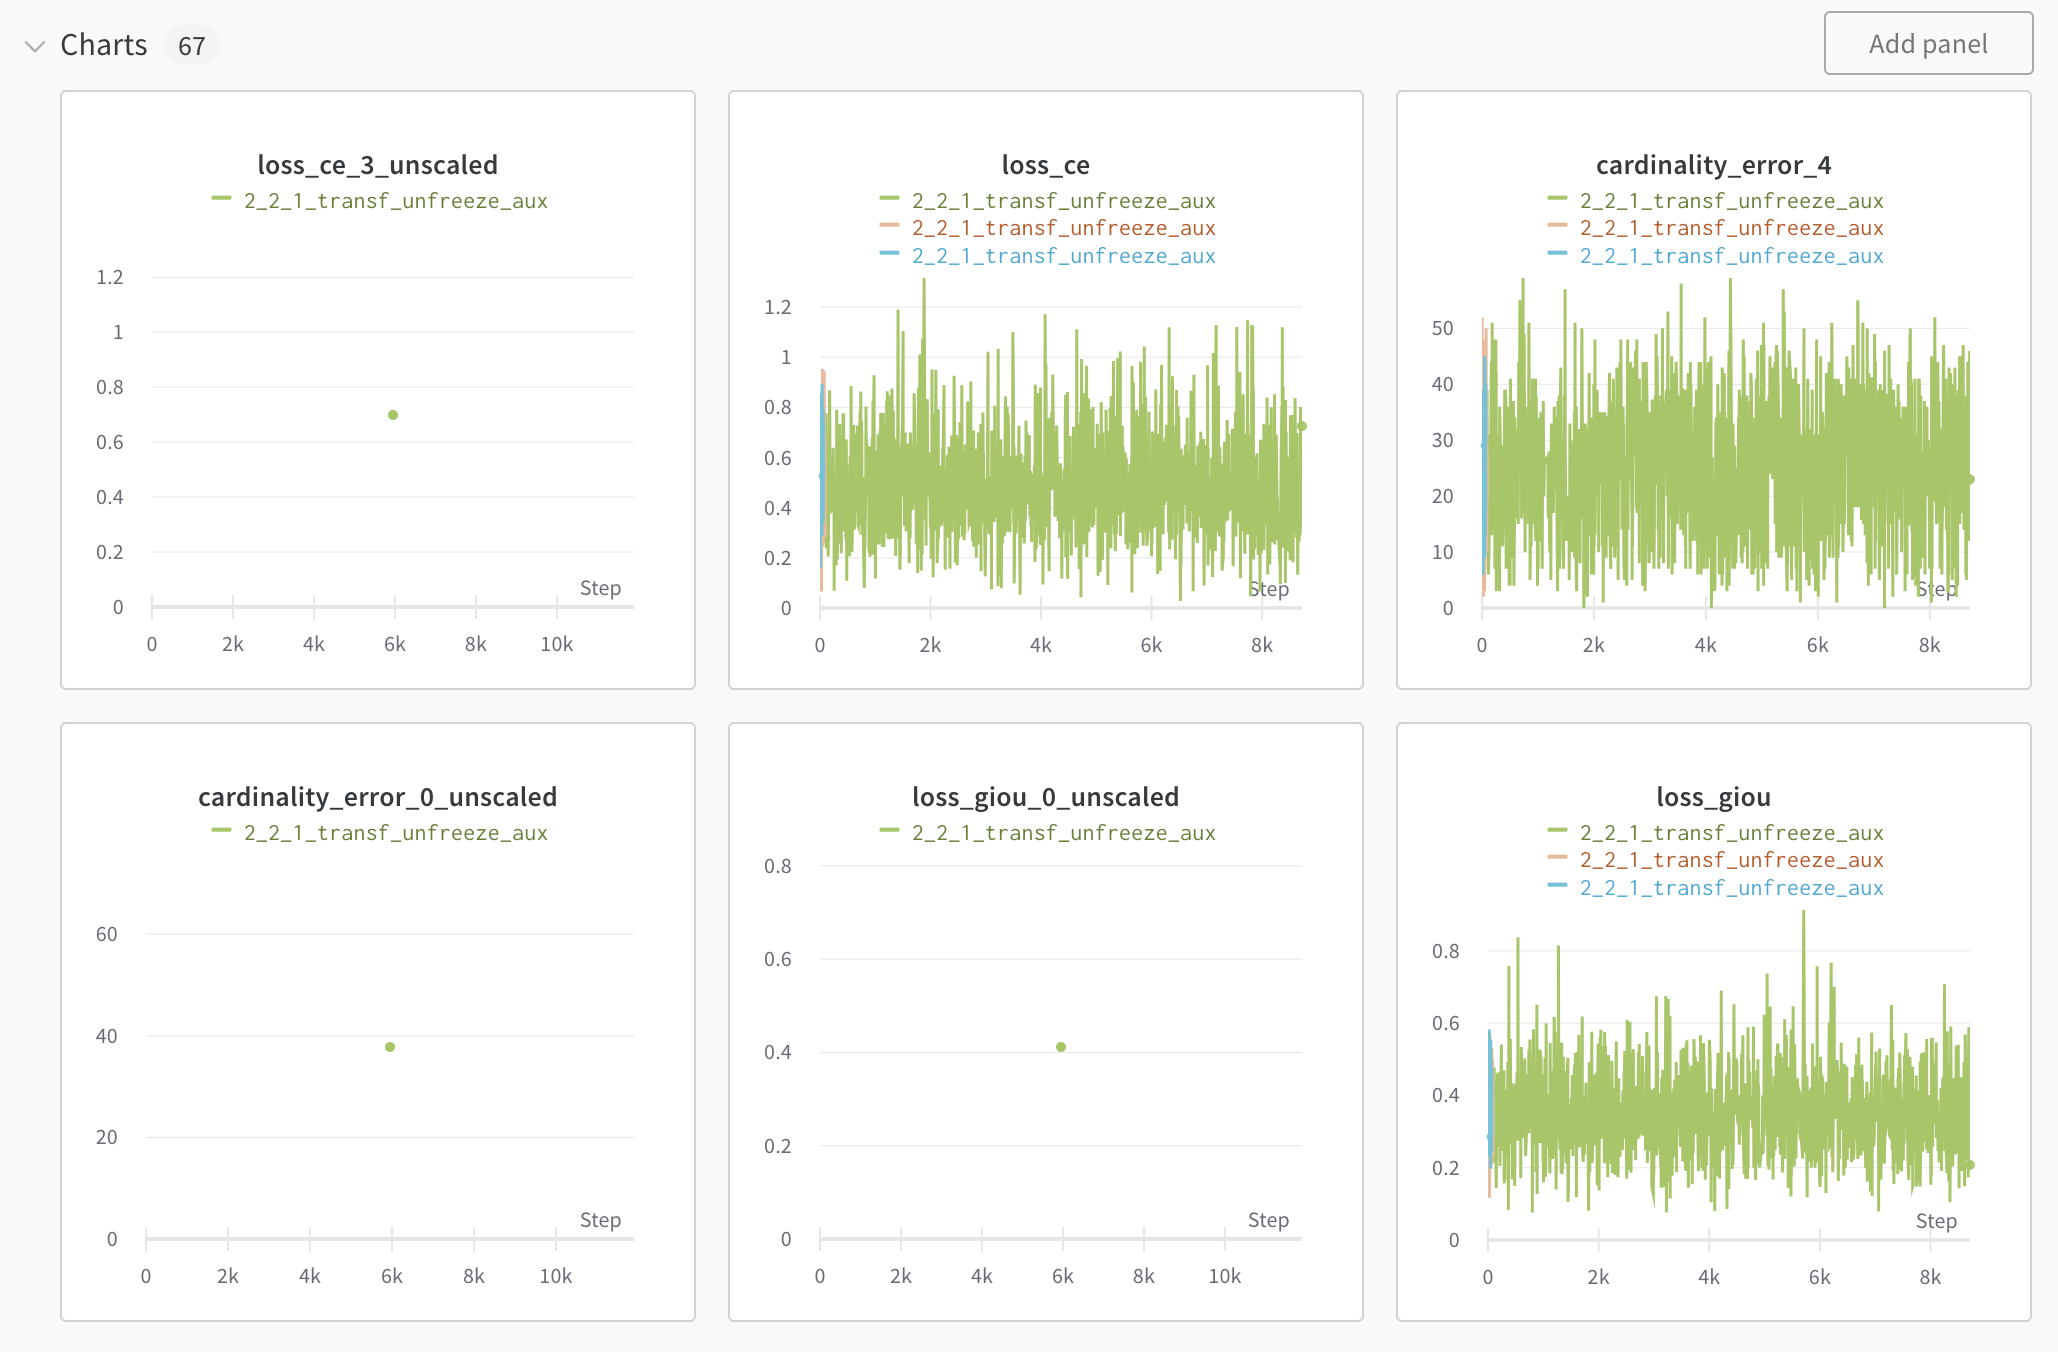 Charts 67
Add panel
loss_ce_3_unscaled
2_2_1_transf_unfreeze_aux
1.2
1
0.8
0.6
0.4
0.2
0
Step
0 2k 4k 6k 8k 10k
loss_ce
2_2_1_transf_unfreeze_aux
2_2_1_transf_unfreeze_aux
2_2_1_transf_unfreeze_aux
1.2
1
0.8
0.6
0.4
0.2
0
Step
0 2k 4k 6k 8k
cardinality_error_4
2_2_1_transf_unfreeze_aux
2_2_1_transf_unfreeze_aux
2_2_1_transf_unfreeze_aux
50
40
30
20
10
0
Step
0 2k 4k 6k 8k
cardinality_error_0_unscaled
2_2_1_transf_unfreeze_aux
60
40
20
0
Step
0 2k 4k 6k 8k 10k
loss_giou_0_unscaled
2_2_1_transf_unfreeze_aux
0.8
0.6
0.4
0.2
0
Step
0 2k 4k 6k 8k 10k
loss_giou
2_2_1_transf_unfreeze_aux
2_2_1_transf_unfreeze_aux
2_2_1_transf_unfreeze_aux
0.8
0.6
0.4
0.2
0
Step
0 2k 4k 6k 8k